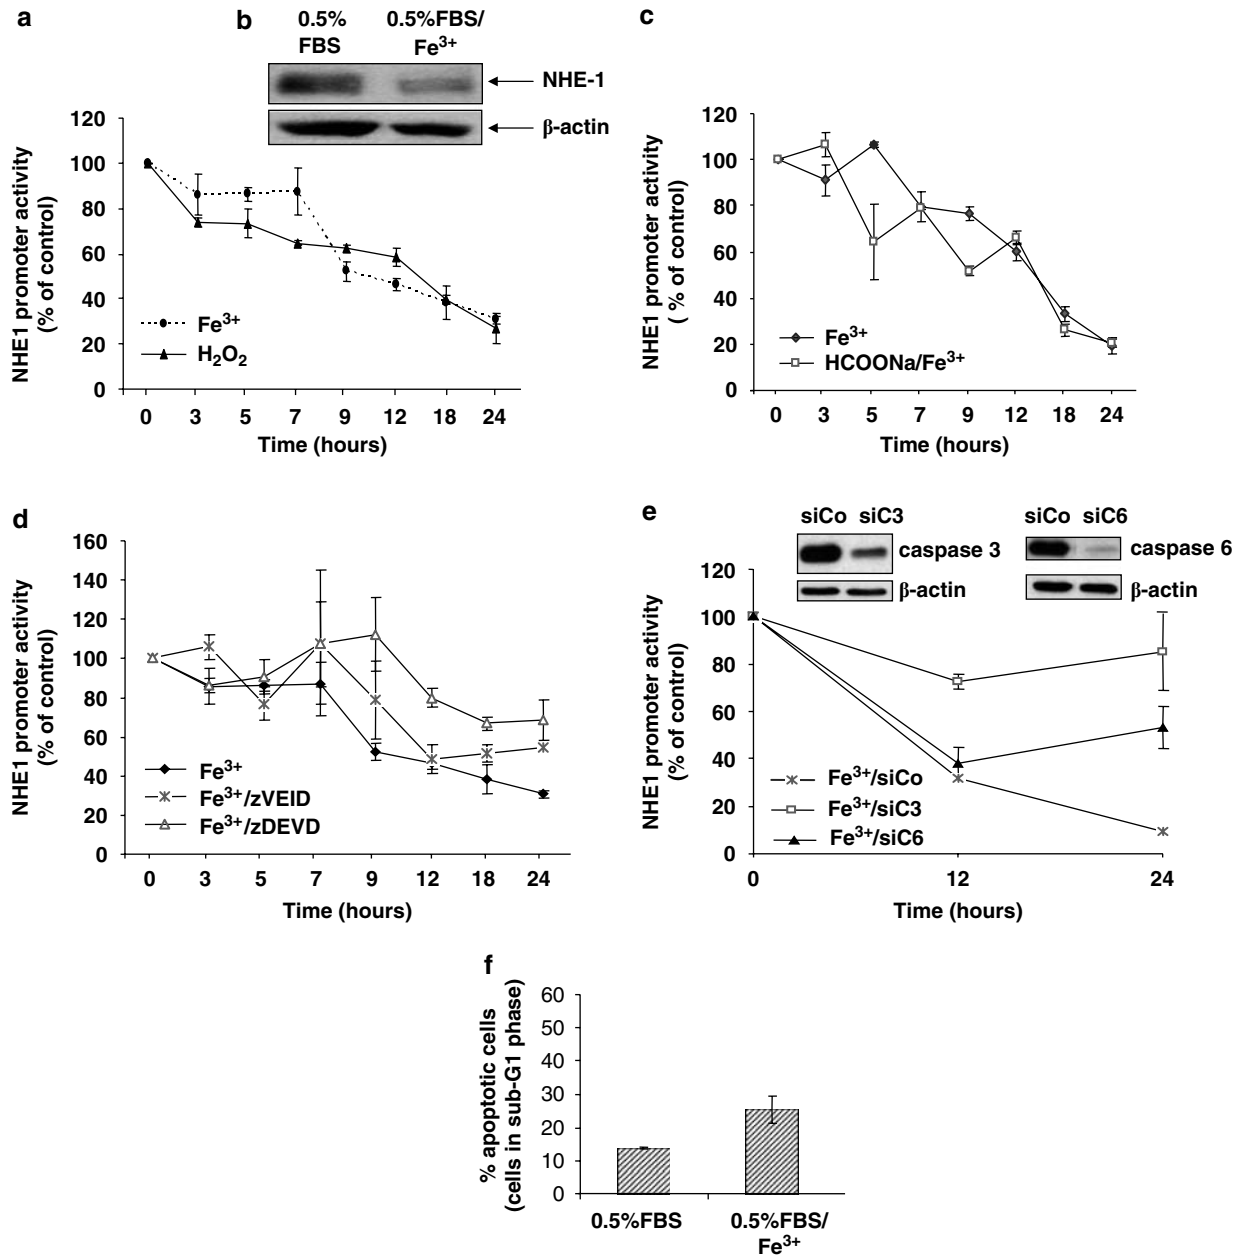 a
b
0.5%
FBS
0.5%FBS/
Fe³⁺
NHE-1
β-actin
NHE1 promoter activity
(% of control)
120
100
80
60
40
20
0
Fe³⁺
H₂O₂
0 3 5 7 9 12 18 24
Time (hours)
c
NHE1 promoter activity
( % of control)
120
100
80
60
40
20
0
Fe³⁺
HCOONa/Fe³⁺
0 3 5 7 9 12 18 24
Time (hours)
d
NHE1 promoter activity
(% of control)
160
140
120
100
80
60
40
20
0
Fe³⁺
Fe³⁺/zVEID
Fe³⁺/zDEVD
0 3 5 7 9 12 18 24
Time (hours)
e
siCo siC3
caspase 3
β-actin
siCo siC6
caspase 6
β-actin
NHE1 promoter activity
(% of control)
120
100
80
60
40
20
0
Fe³⁺/siCo
Fe³⁺/siC3
Fe³⁺/siC6
0 12 24
Time (hours)
f
% apoptotic cells
(cells in sub-G1 phase)
60
50
40
30
20
10
0
0.5%FBS
0.5%FBS/
Fe³⁺